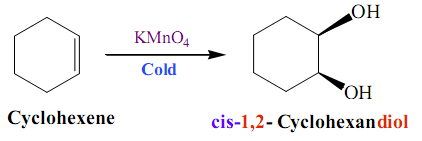 OH
KMnO4
Cold
OH
Cyclohexene
cis-1,2- Cyclohexandiol